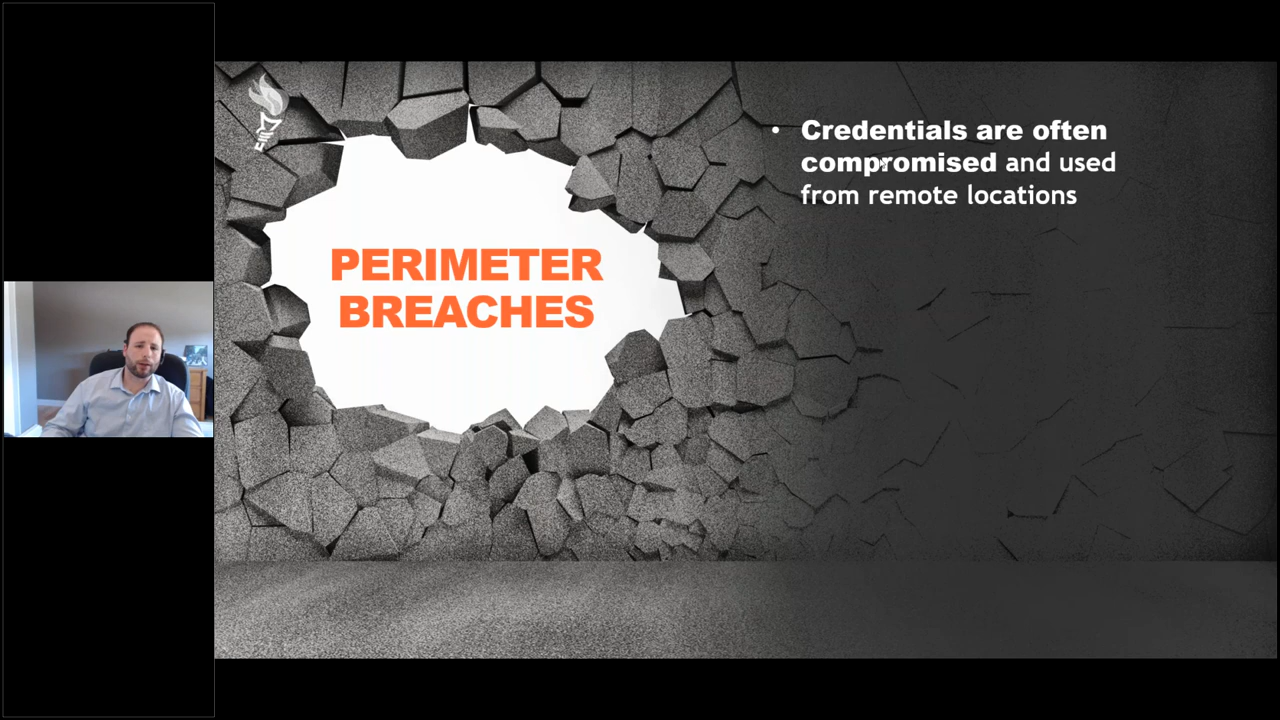 PERIMETER
BREACHES
• Credentials are often
compromised and used
from remote locations